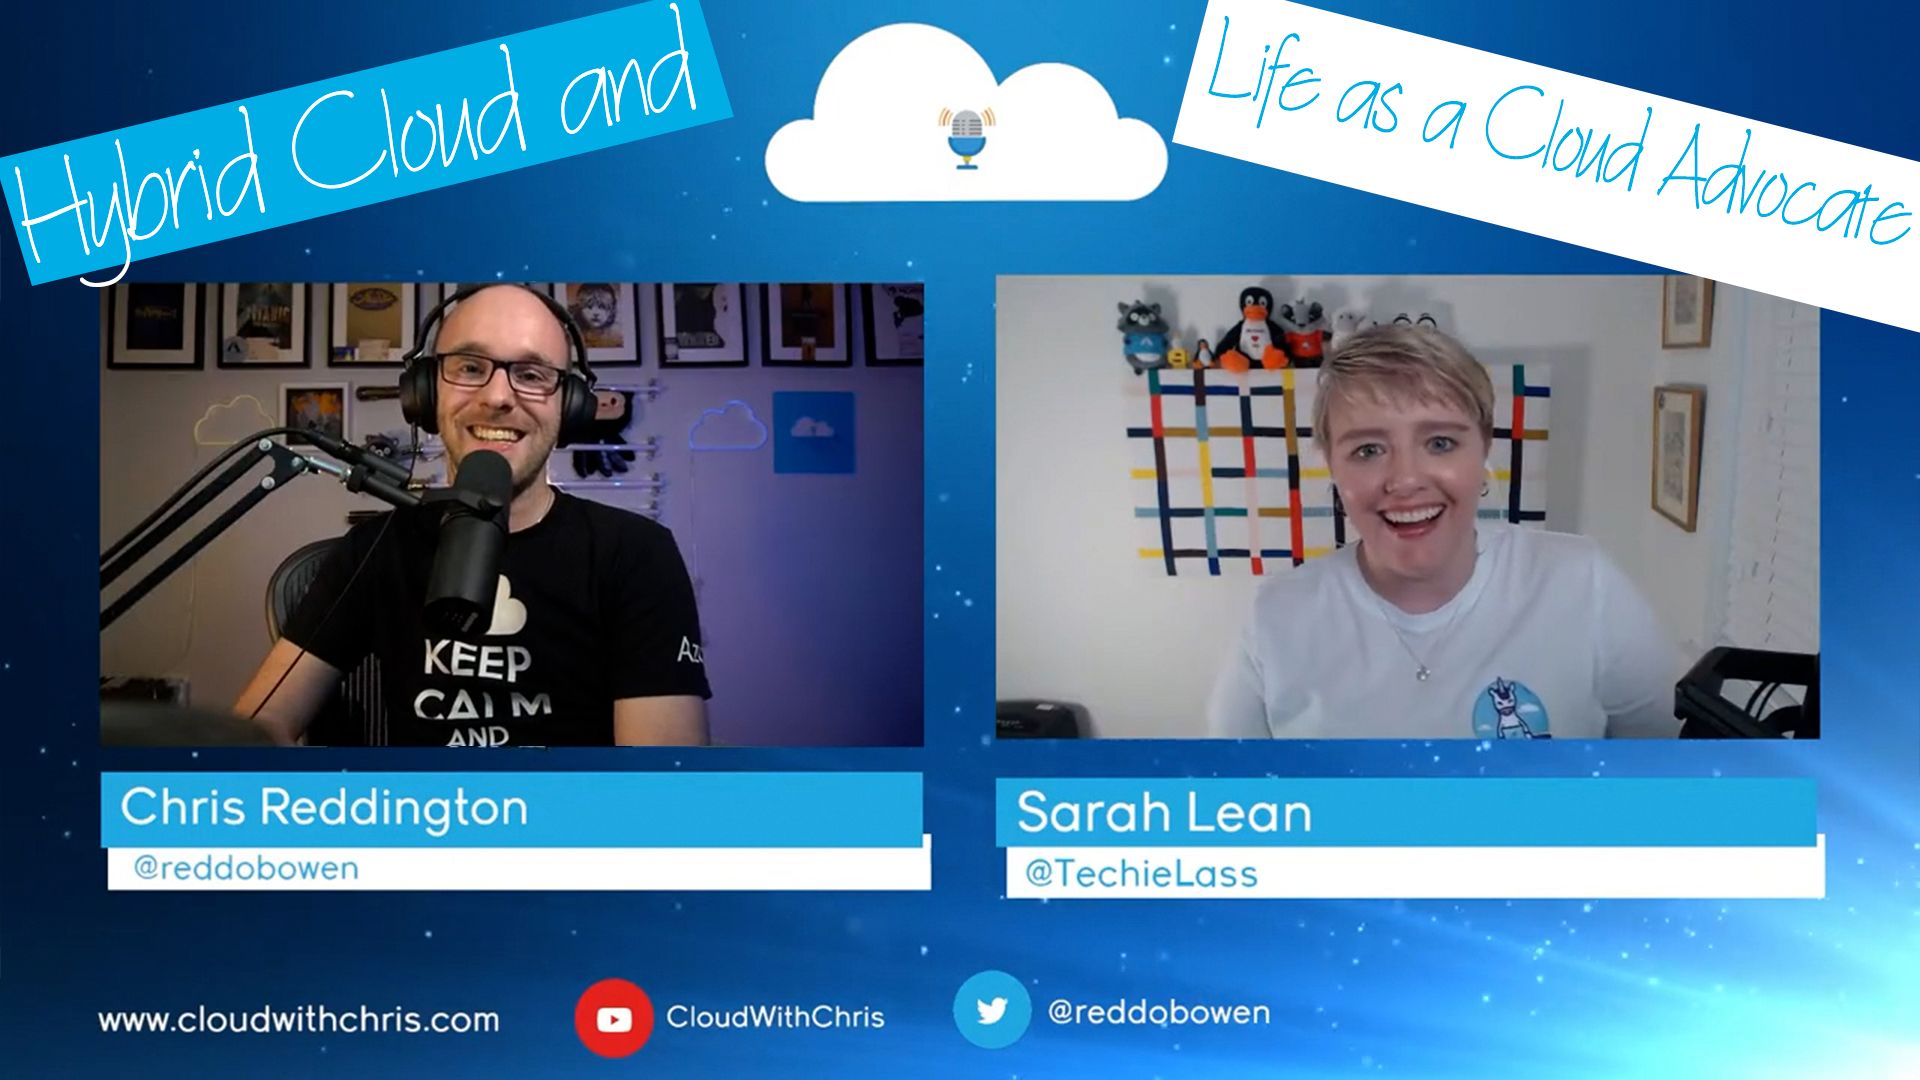 Hybrid Cloud and
Life as a Cloud Advocate
KEEP
CALM
AND
Chris Reddington
@reddobowen
Sarah Lean
@TechieLass
www.cloudwithchris.com
CloudWithChris
@reddobowen